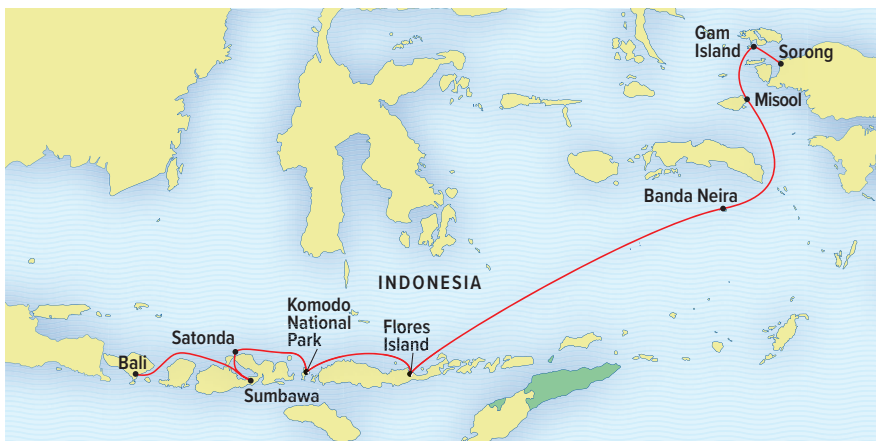 Gam
Island
Sorong
Misool
Banda Neira
INDONESIA
Komodo
National
Park
Flores
Island
Satonda
Bali
Sumbawa